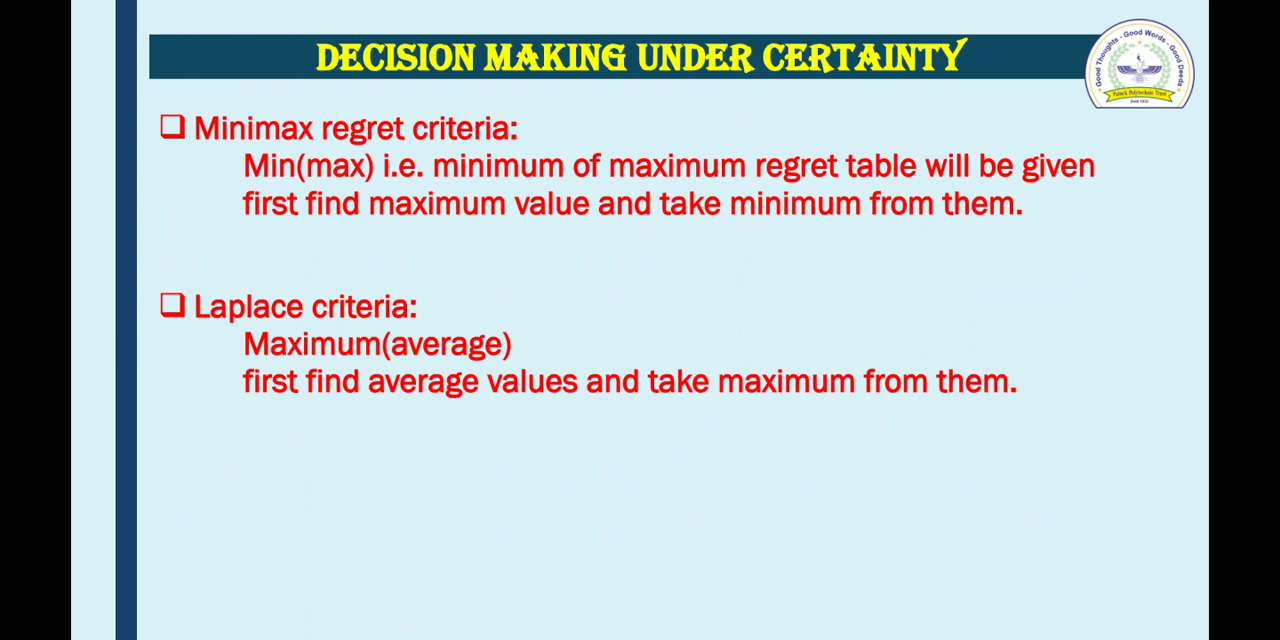 DECISION MAKING UNDER CERTAINTY
Good Thoughts - Good Words - Good Deeds
Estd 1932
Minimax regret criteria:
Min(max) i.e. minimum of maximum regret table will be given
first find maximum value and take minimum from them.
Laplace criteria:
Maximum(average)
first find average values and take maximum from them.